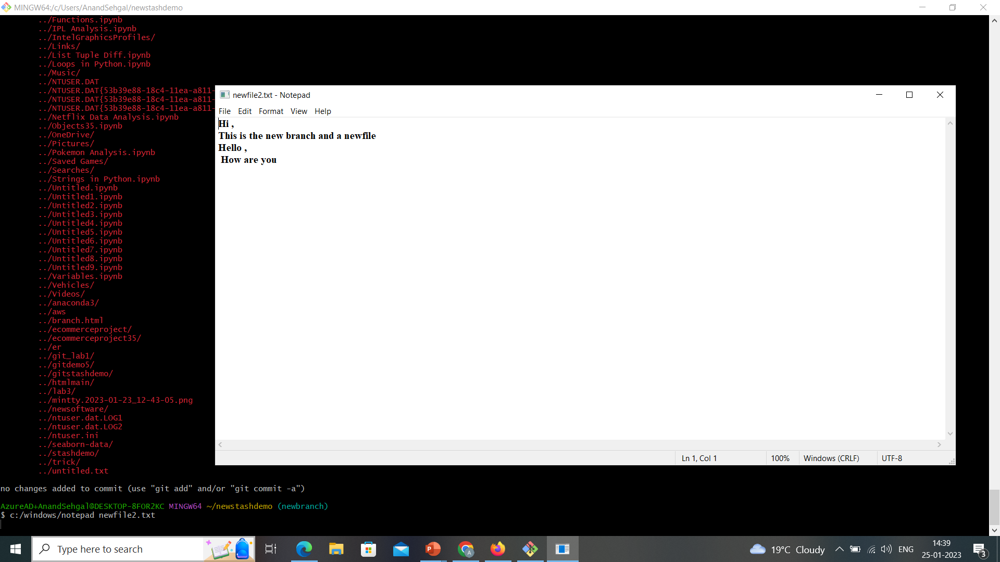 MINGW64:/c/Users/AnandSehgal/newstashdemo
../Functions.ipynb
../IPL Analysis.ipynb
../IntelGraphicsProfiles/
../Links/
../List Tuple Diff.ipynb
../Loops in Python.ipynb
../Music/
../NTUSER.DAT
../NTUSER.DAT{53b39e88-18c4-11ea-a811-
../NTUSER.DAT{53b39e88-18c4-11ea-a811-
../NTUSER.DAT{53b39e88-18c4-11ea-a811-
../Netflix Data Analysis.ipynb
../Objects35.ipynb
../OneDrive/
../Pictures/
../Pokemon Analysis.ipynb
../Saved Games/
../Searches/
../Strings in Python.ipynb
../Untitled.ipynb
../Untitled1.ipynb
../Untitled2.ipynb
../Untitled3.ipynb
../Untitled4.ipynb
../Untitled5.ipynb
../Untitled6.ipynb
../Untitled7.ipynb
../Untitled8.ipynb
../Untitled9.ipynb
../Variables.ipynb
../Vehicles/
../Videos/
../anaconda3/
../aws
../branch.html
../ecommerceproject/
../ecommerceproject35/
../er
../git_lab1/
../gitdemo5/
../gitstashdemo/
../htmlmain/
../lab3/
../mintty.2023-01-23_12-43-05.png
../newsoftware/
../ntuser.dat.LOG1
../ntuser.dat.LOG2
../ntuser.ini
../seaborn-data/
../stashdemo/
../trick/
../untitled.txt
no changes added to commit (use "git add" and/or "git commit -a")
AzureAD+AnandSehgal@DESKTOP-8FOR2KC MINGW64 ~/newstashdemo (newbranch)
$ c:/windows/notepad newfile2.txt
newfile2.txt - Notepad
File Edit Format View Help
Hi ,
This is the new branch and a newfile
Hello ,
How are you
Ln 1, Col 1 100% Windows (CRLF) UTF-8
Type here to search
19°C Cloudy
ENG
14:39
25-01-2023
3